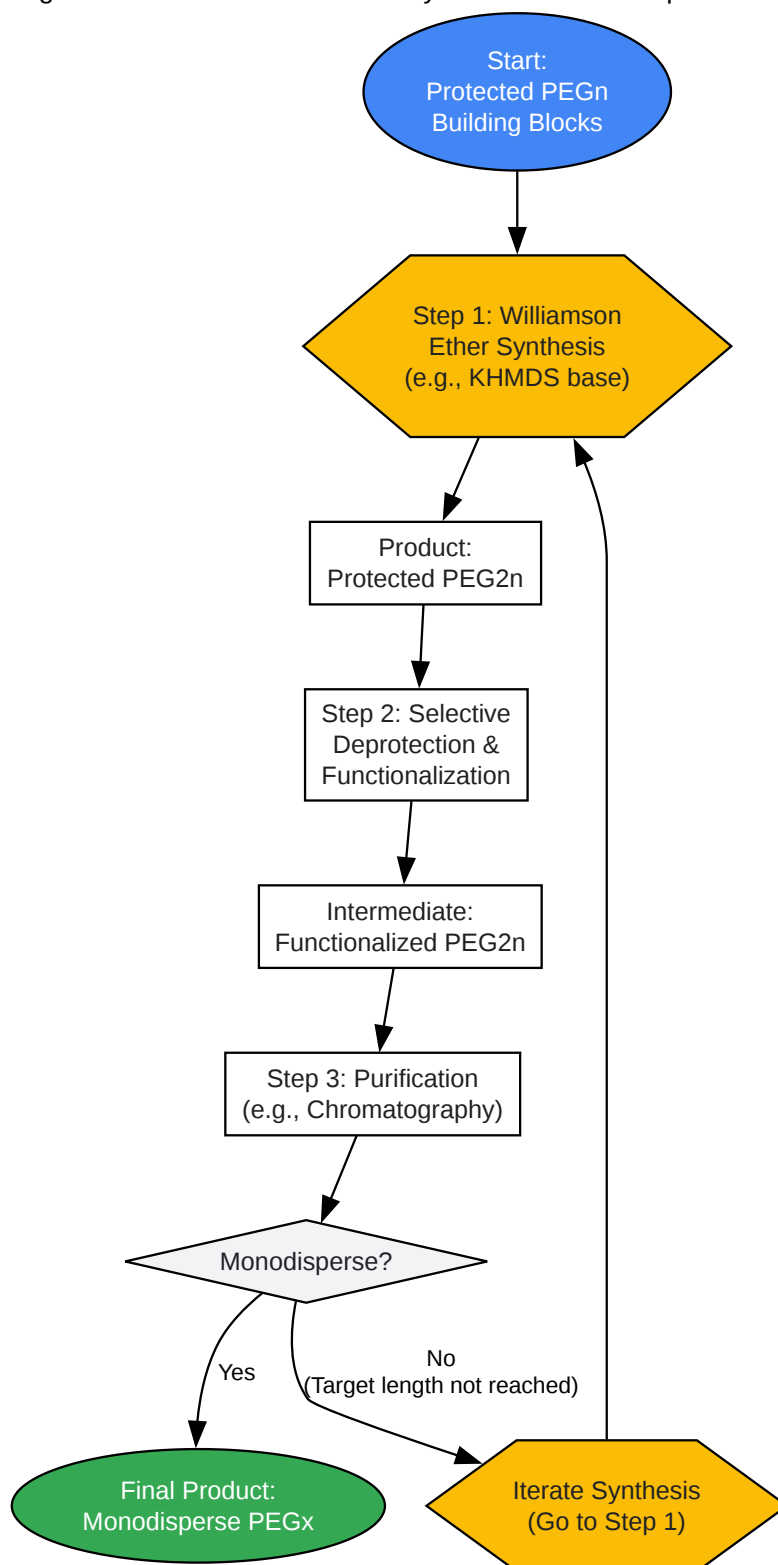 Start:
Protected PEGn
Building Blocks
Step 1: Williamson
Ether Synthesis
(e.g., KHMDS base)
Product:
Protected PEG2n
Step 2: Selective
Deprotection &
Functionalization
Intermediate:
Functionalized PEG2n
Step 3: Purification
(e.g., Chromatography)
Monodisperse?
Yes
No
(Target length not reached)
Final Product:
Monodisperse PEGx
Iterate Synthesis
(Go to Step 1)